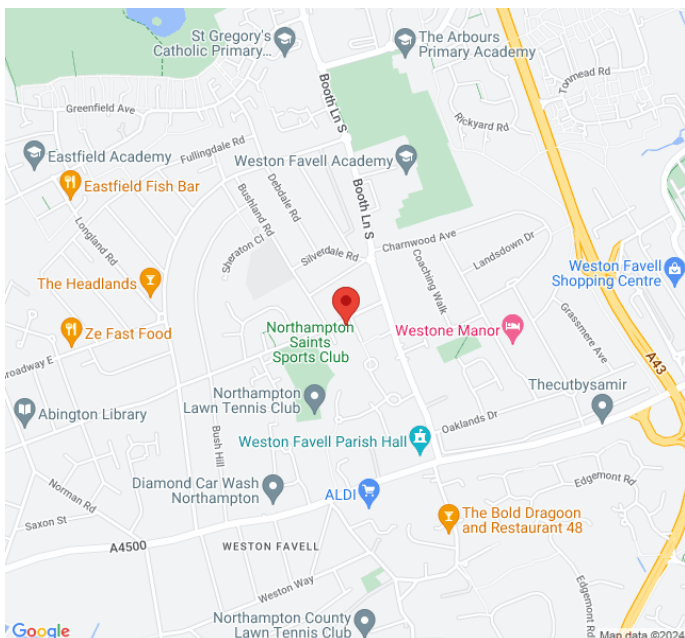 St Gregory's
Catholic Primary...
The Arbours
Primary Academy
Booth Ln S
Tonmead Rd
Greenfield Ave
Rickyard Rd
Eastfield Academy
Fullingdale Rd
Weston Favell Academy
Eastfield Fish Bar
Debdale Rd
Bushland Rd
Booth Ln S
Longland Rd
Sheraton Cl
Silverdale Rd
Charnwood Ave
Landsdown Dr
Coaching Walk
Weston Favell
Shopping Centre
The Headlands
Northampton
Saints
Sports Club
Westone Manor
Grassmere Ave
Ze Fast Food
Broadway E
A43
Northampton
Lawn Tennis Club
Thecutbysamir
Abington Library
Oaklands Dr
Weston Favell Parish Hall
Bush Hill
Diamond Car Wash
Northampton
ALDI
Edgemont Rd
Norman Rd
Saxon St
The Bold Dragoon
and Restaurant 48
A4500
WESTON FAVELL
Weston Way
Edgemont Rd
Northampton County
Lawn Tennis Club
Google
Map data ©202